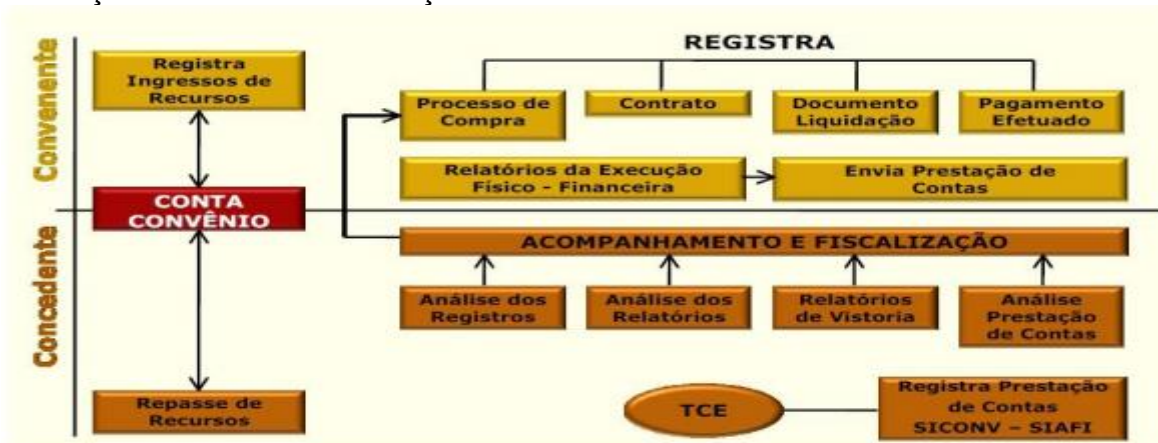 Convenente
Concedente
Registra
Ingressos de
Recursos
CONTA
CONVÊNIO
Repasse de
Recursos
REGISTRA
Processo de
Compra
Contrato
Documento
Liquidação
Pagamento
Efetuado
Relatórios da Execução
Físico - Financeira
Envia Prestação de
Contas
ACOMPANHAMENTO E FISCALIZAÇÃO
Análise dos
Registros
Análise dos
Relatórios
Relatórios
de Vistoria
Análise
Prestação
de Contas
TCE
Registra Prestação
de Contas
SICONV – SIAFI